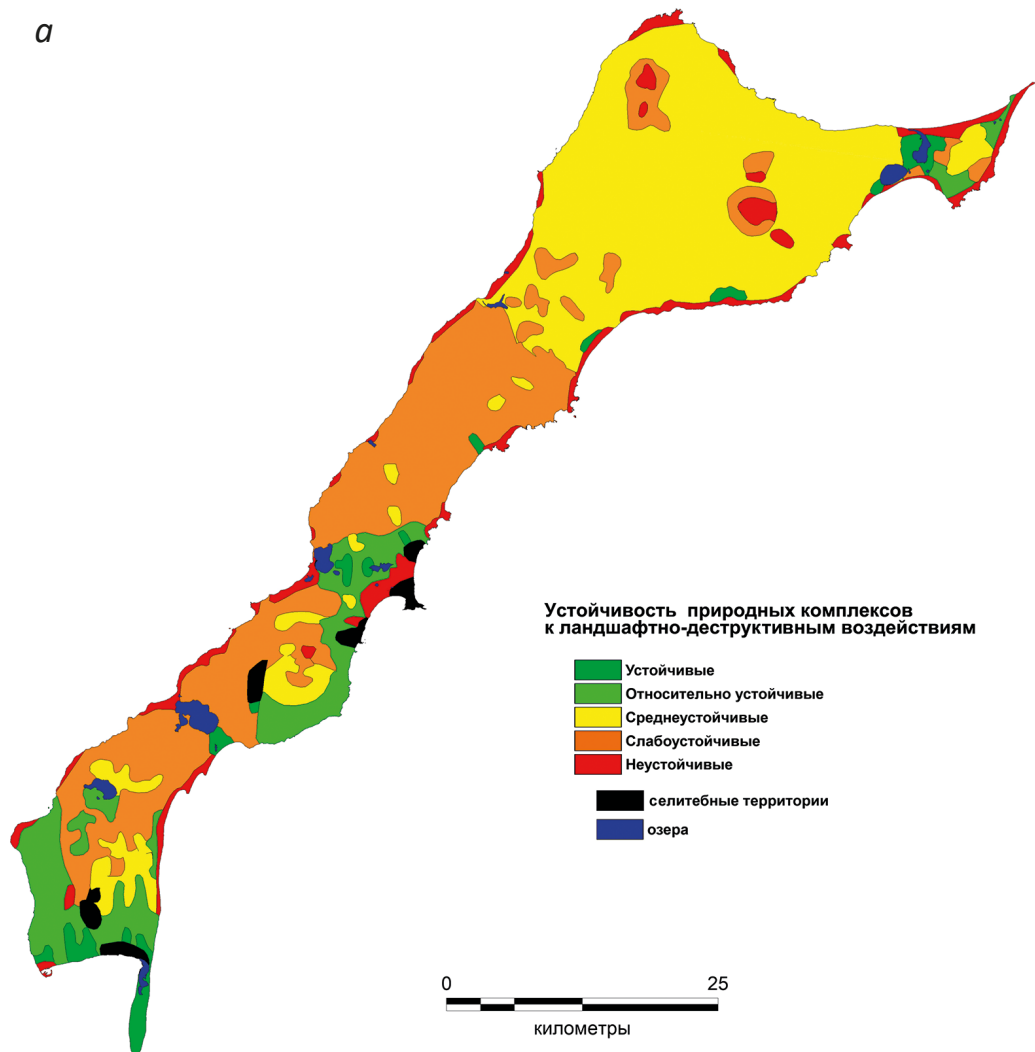 а
Устойчивость природных комплексов
к ландшафтно-деструктивным воздействиям
Устойчивые
Относительно устойчивые
Среднеустойчивые
Слабоустойчивые
Неустойчивые
селитебные территории
озера
0 25
километры